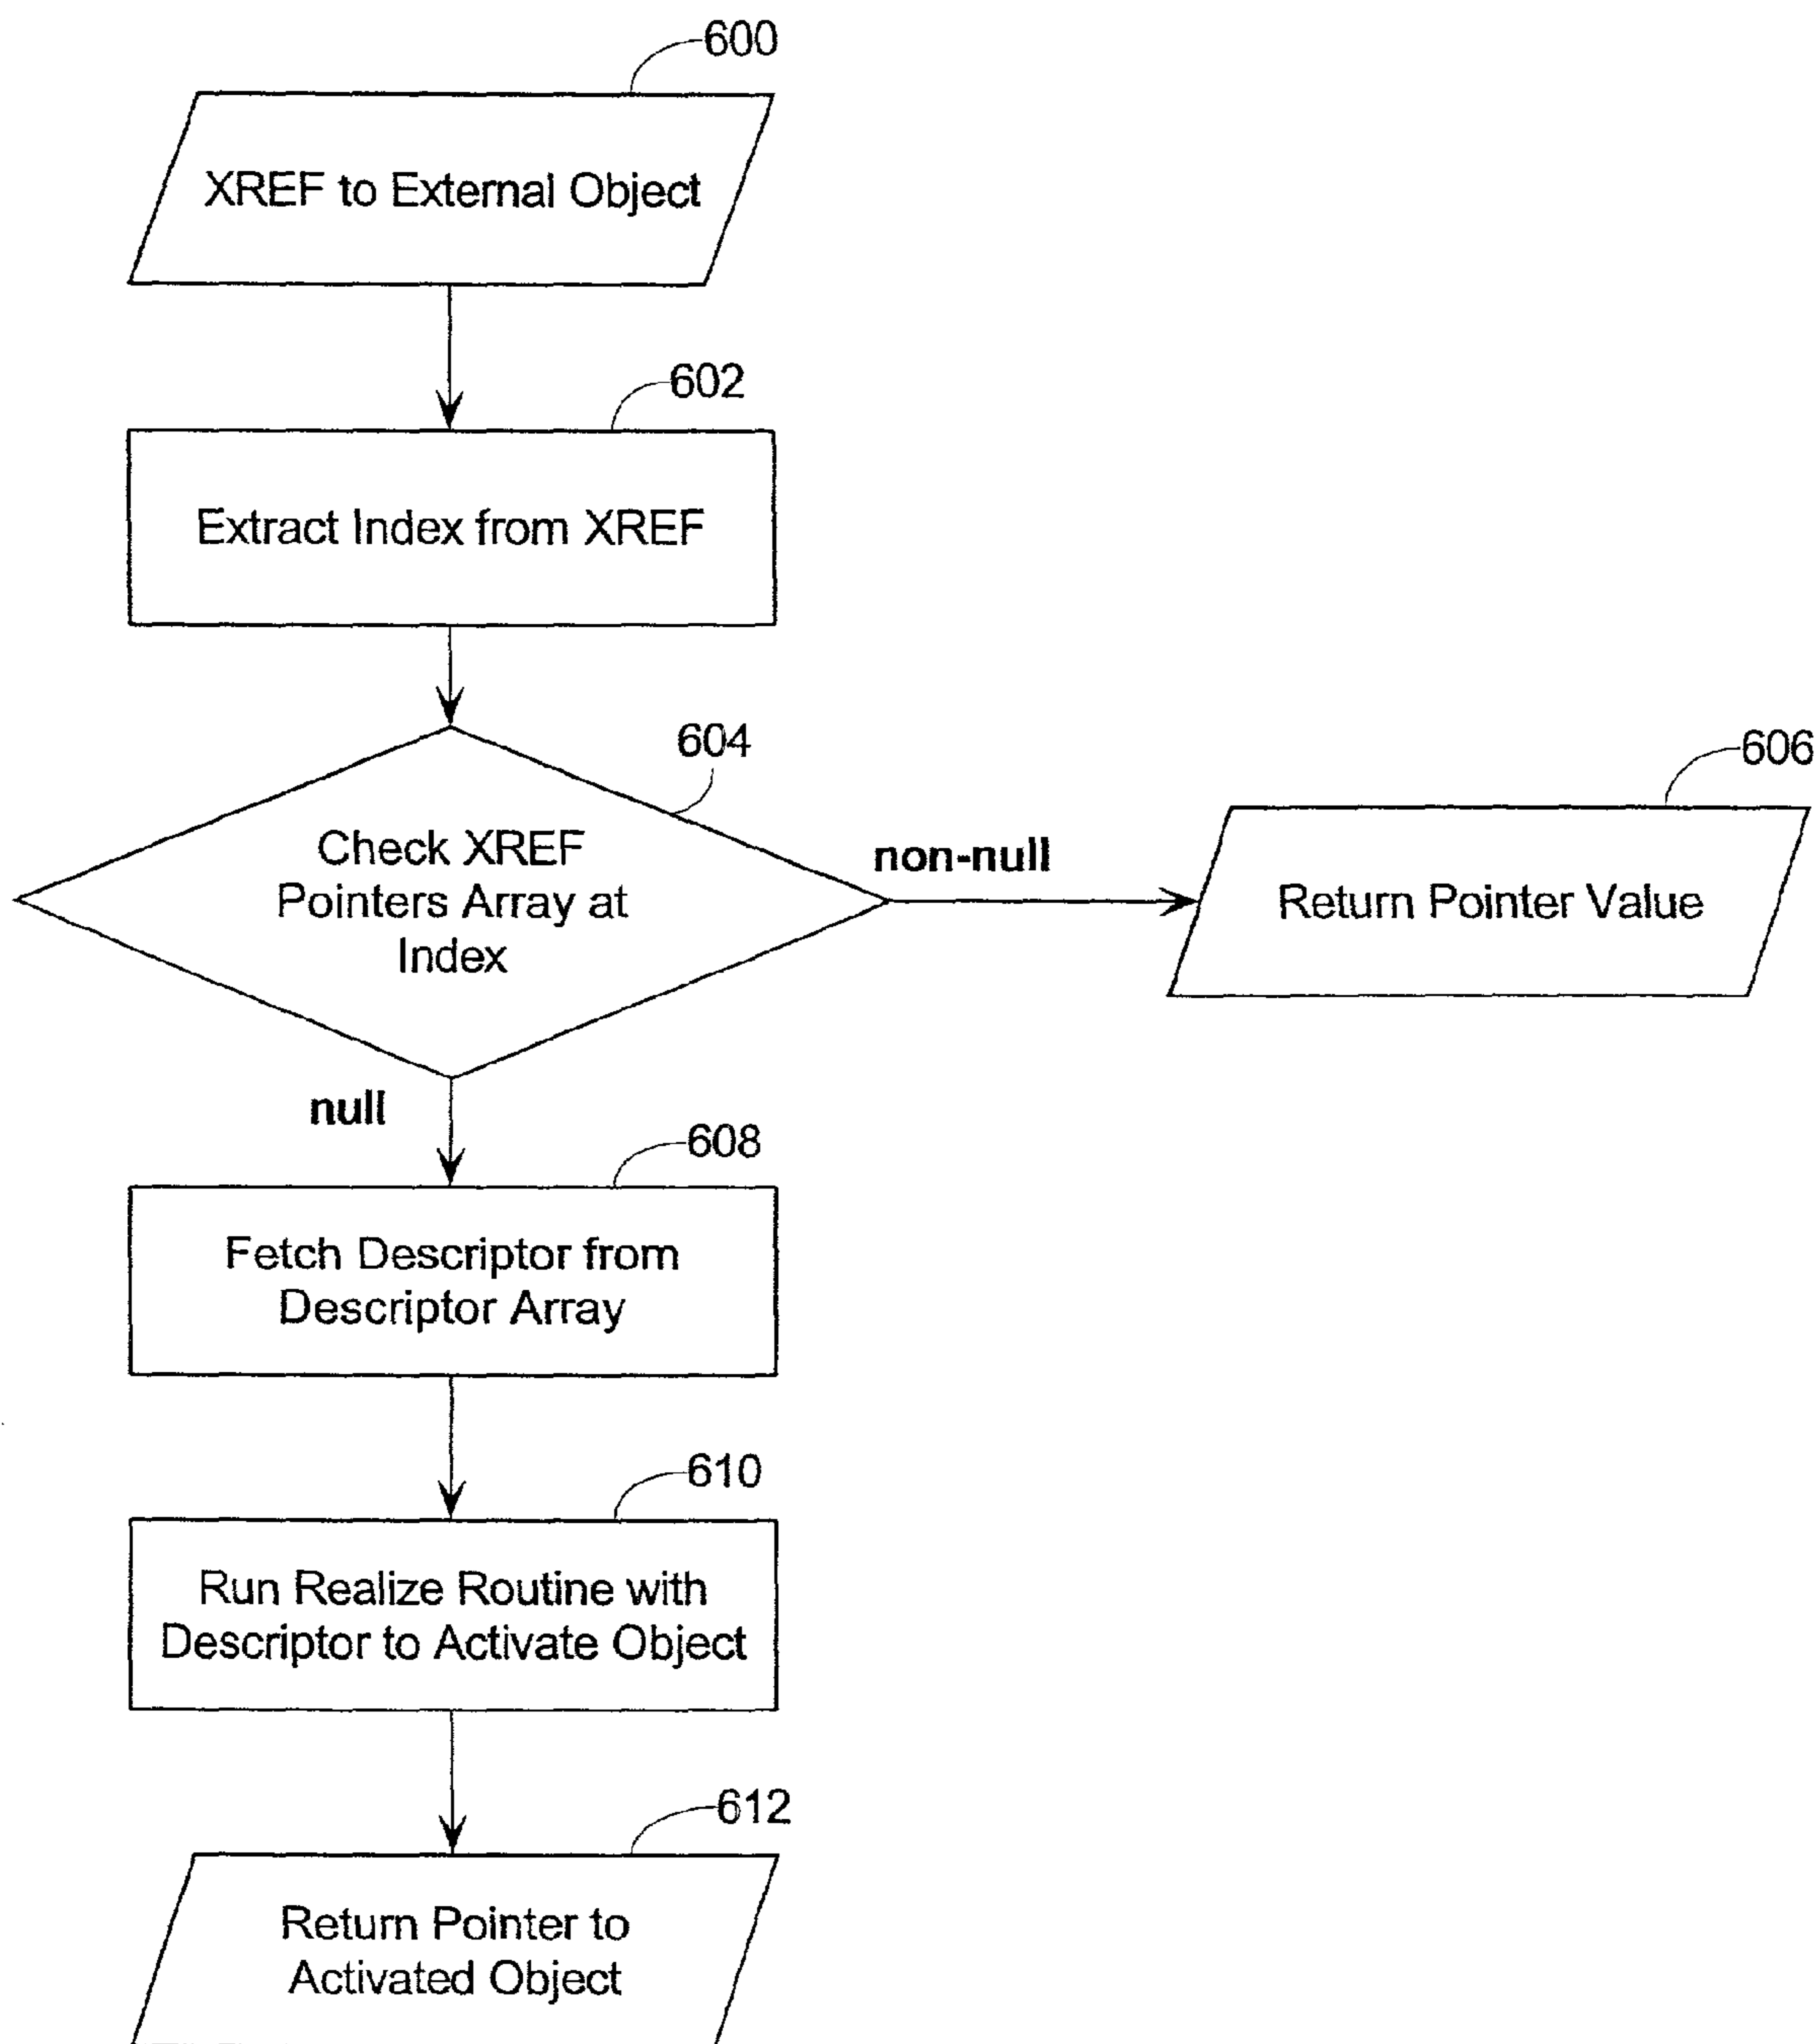 600
XREF to External Object
602
Extract Index from XREF
604
Check XREF
Pointers Array at
Index
non-null
606
Return Pointer Value
null
608
Fetch Descriptor from
Descriptor Array
610
Run Realize Routine with
Descriptor to Activate Object
612
Return Pointer to
Activated Object